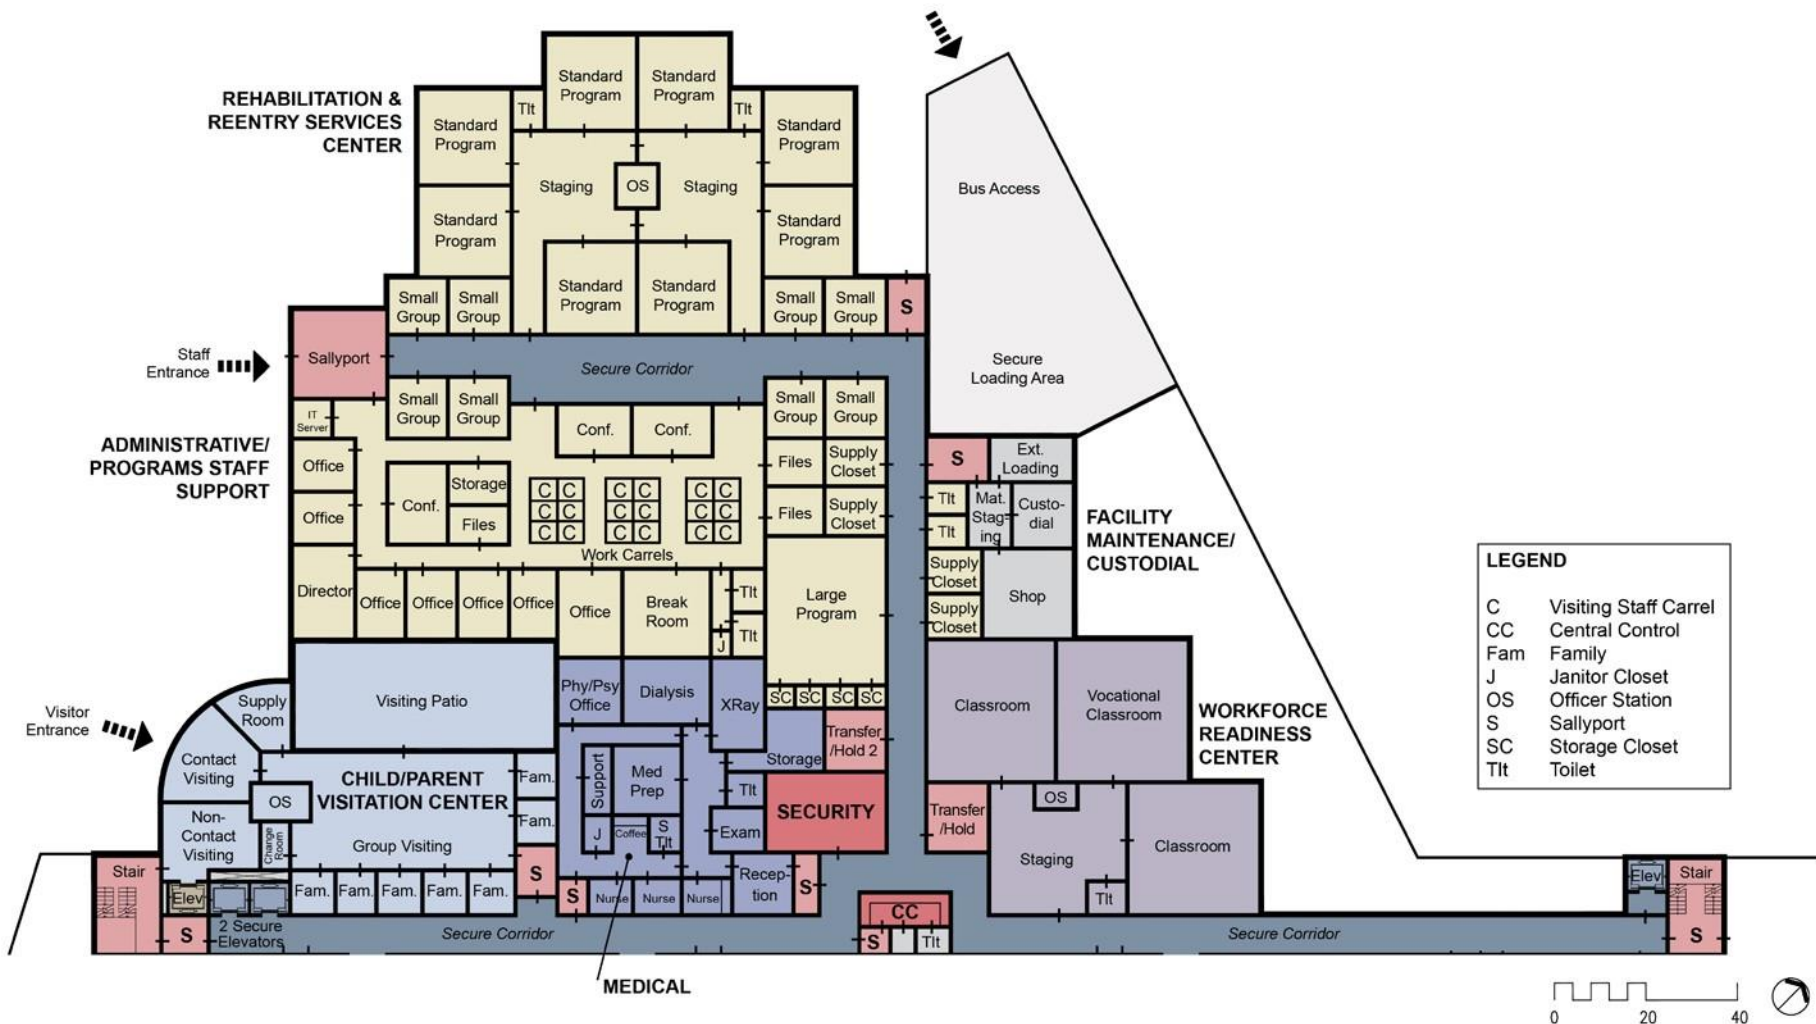 REHABILITATION &
REENTRY SERVICES
CENTER
Standard
Program
Standard
Program
Tlt
Tlt
Standard
Program
Standard
Program
Staging
OS
Staging
Standard
Program
Standard
Program
Standard
Program
Standard
Program
Small
Group
Small
Group
Small
Group
Small
Group
S
Bus Access
Secure
Loading Area
Staff
Entrance
Sallyport
Secure Corridor
ADMINISTRATIVE/
PROGRAMS STAFF
SUPPORT
IT
Server
Small
Group
Small
Group
Conf.
Conf.
Small
Group
Small
Group
Office
Office
Conf.
Storage
Files
C C
C C
C C
C C
C C
C C
C C
C C
C C
Work Carrels
Files
Supply
Closet
Files
Supply
Closet
Director
Office
Office
Office
Office
Office
Break
Room
Tlt
Tlt
J
Large
Program
SC
SC
SC
SC
S
Ext.
Loading
Tlt
Tlt
Mat.
Stag-
ing
Custo-
dial
Supply
Closet
Supply
Closet
Shop
FACILITY
MAINTENANCE/
CUSTODIAL
LEGEND
C Visiting Staff Carrel
CC Central Control
Fam Family
J Janitor Closet
OS Officer Station
S Sallyport
SC Storage Closet
Tlt Toilet
Visitor
Entrance
Supply
Room
Visiting Patio
Contact
Visiting
CHILD/PARENT
VISITATION CENTER
OS
Non-
Contact
Visiting
Change
Room
Group Visiting
Fam.
Fam.
Fam.
Fam.
Fam.
Fam.
Fam.
S
Phy/Psy
Office
Dialysis
XRay
Support
Med
Prep
Storage
Transfer
/Hold 2
Tlt
SECURITY
J
Coffee
S
Tlt
Exam
Recep-
tion
S
S
Nurse
Nurse
Nurse
MEDICAL
Classroom
Vocational
Classroom
WORKFORCE
READINESS
CENTER
Transfer
/Hold
OS
Staging
Classroom
Tlt
Stair
Elev
S
2 Secure
Elevators
Secure Corridor
CC
S
Tlt
Secure Corridor
Elev
Stair
S
0 20 40